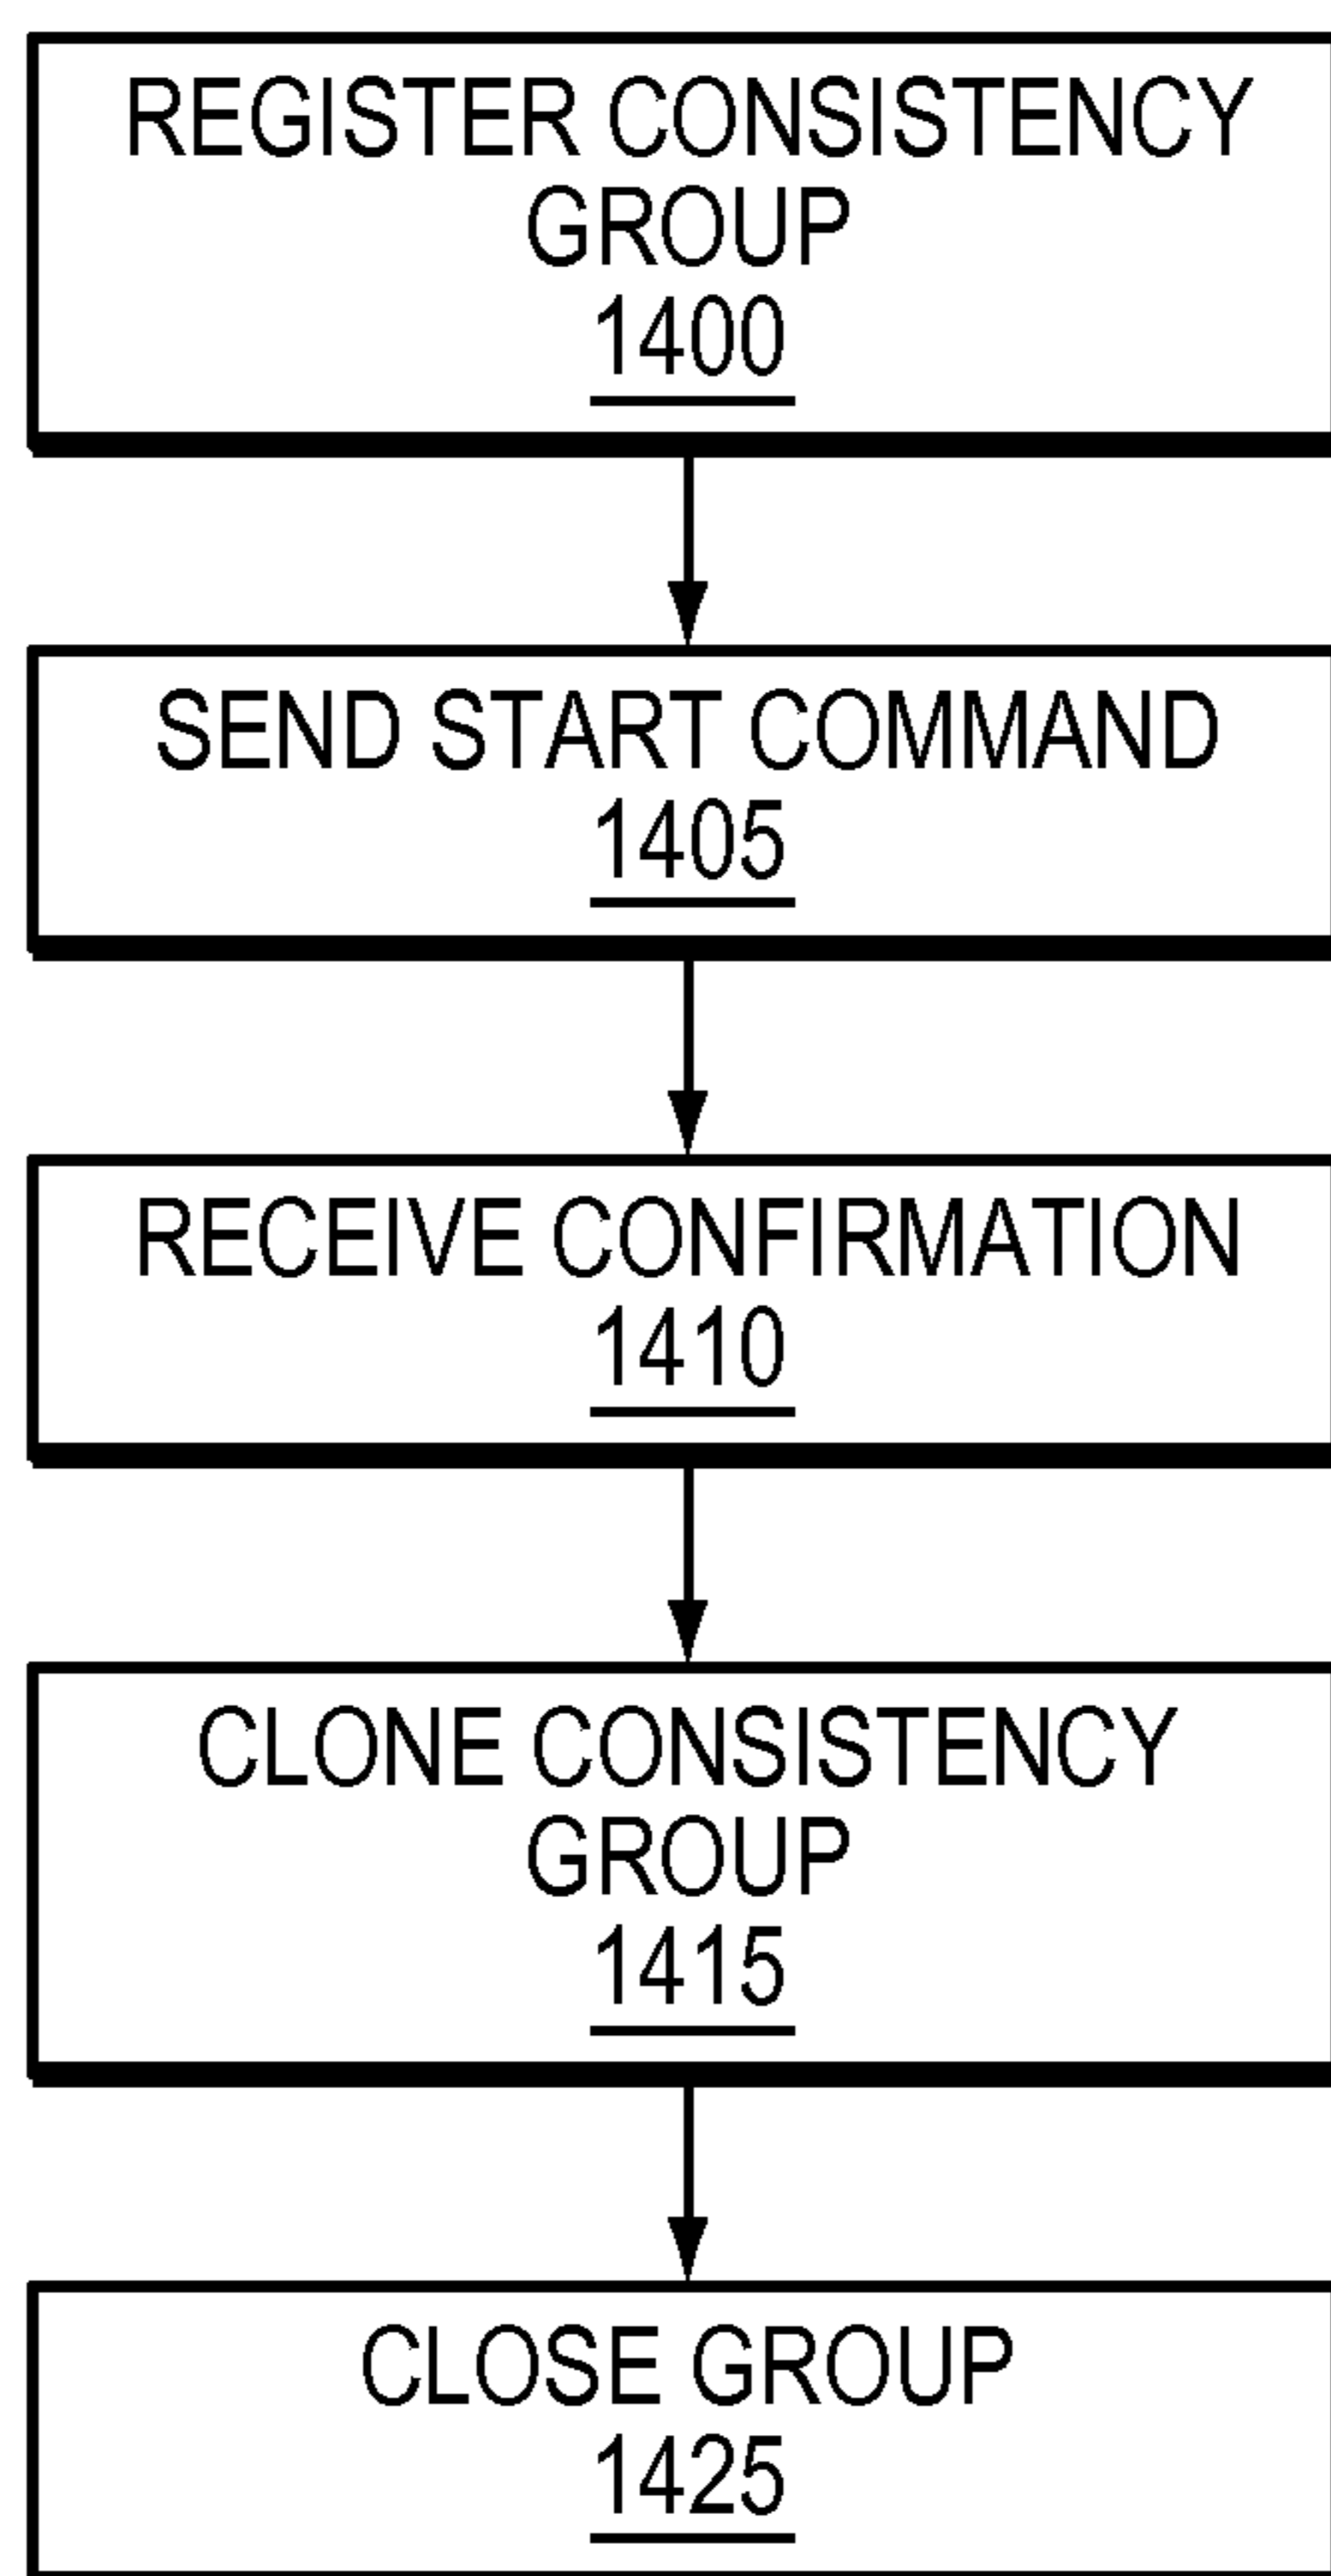 REGISTER CONSISTENCY
GROUP
1400
SEND START COMMAND
1405
RECEIVE CONFIRMATION
1410
CLONE CONSISTENCY
GROUP
1415
CLOSE GROUP
1425